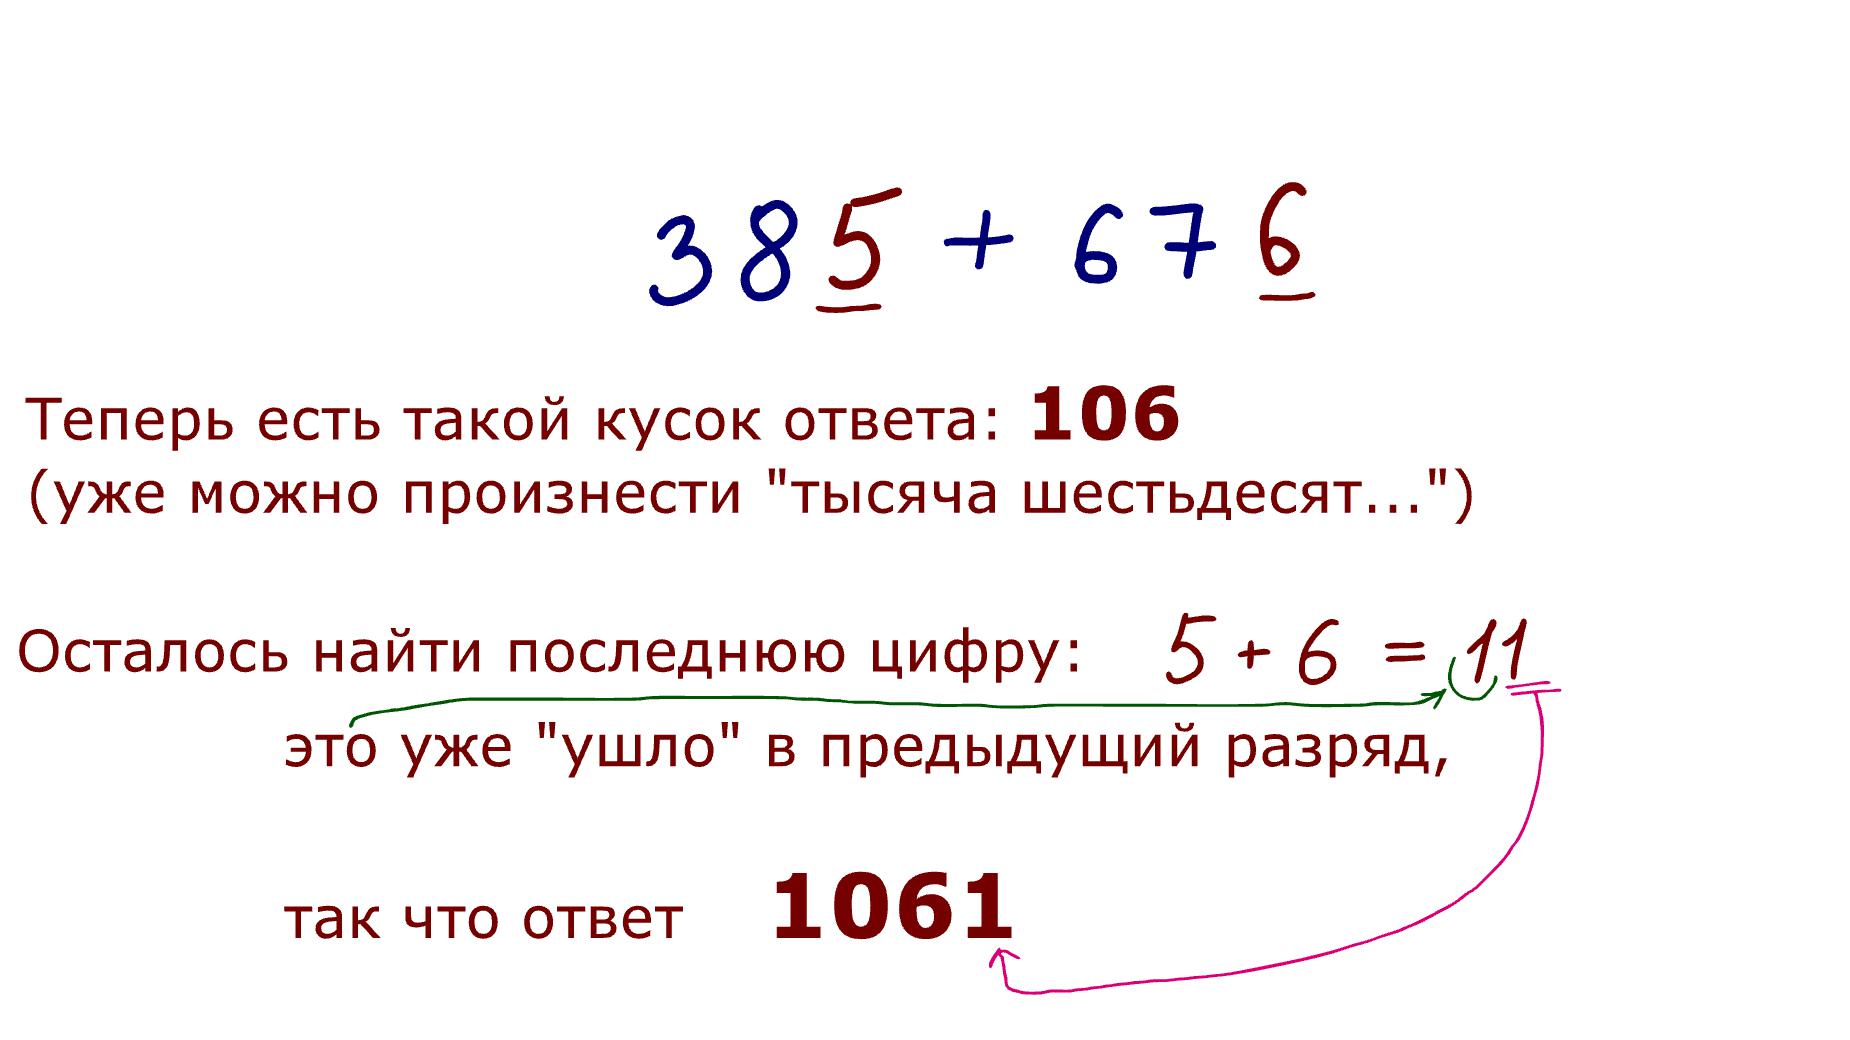 385 + 676
Теперь есть такой кусок ответа: 106
(уже можно произнести "тысяча шестьдесят...")
Осталось найти последнюю цифру: 5 + 6 = 11
это уже "ушло" в предыдущий разряд,
так что ответ 1061